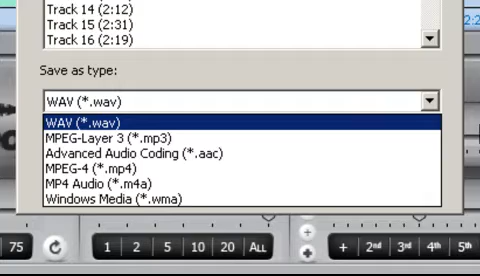 Track 14 (2:12)
Track 15 (2:31)
Track 16 (2:19)
Save as type:
WAV (*.wav)
WAV (*.wav)
MPEG-Layer 3 (*.mp3)
Advanced Audio Coding (*.aac)
MPEG-4 (*.mp4)
MP4 Audio (*.m4a)
Windows Media (*.wma)
75 1 2 5 10 20 ALL + 2nd 3rd 4th 5th